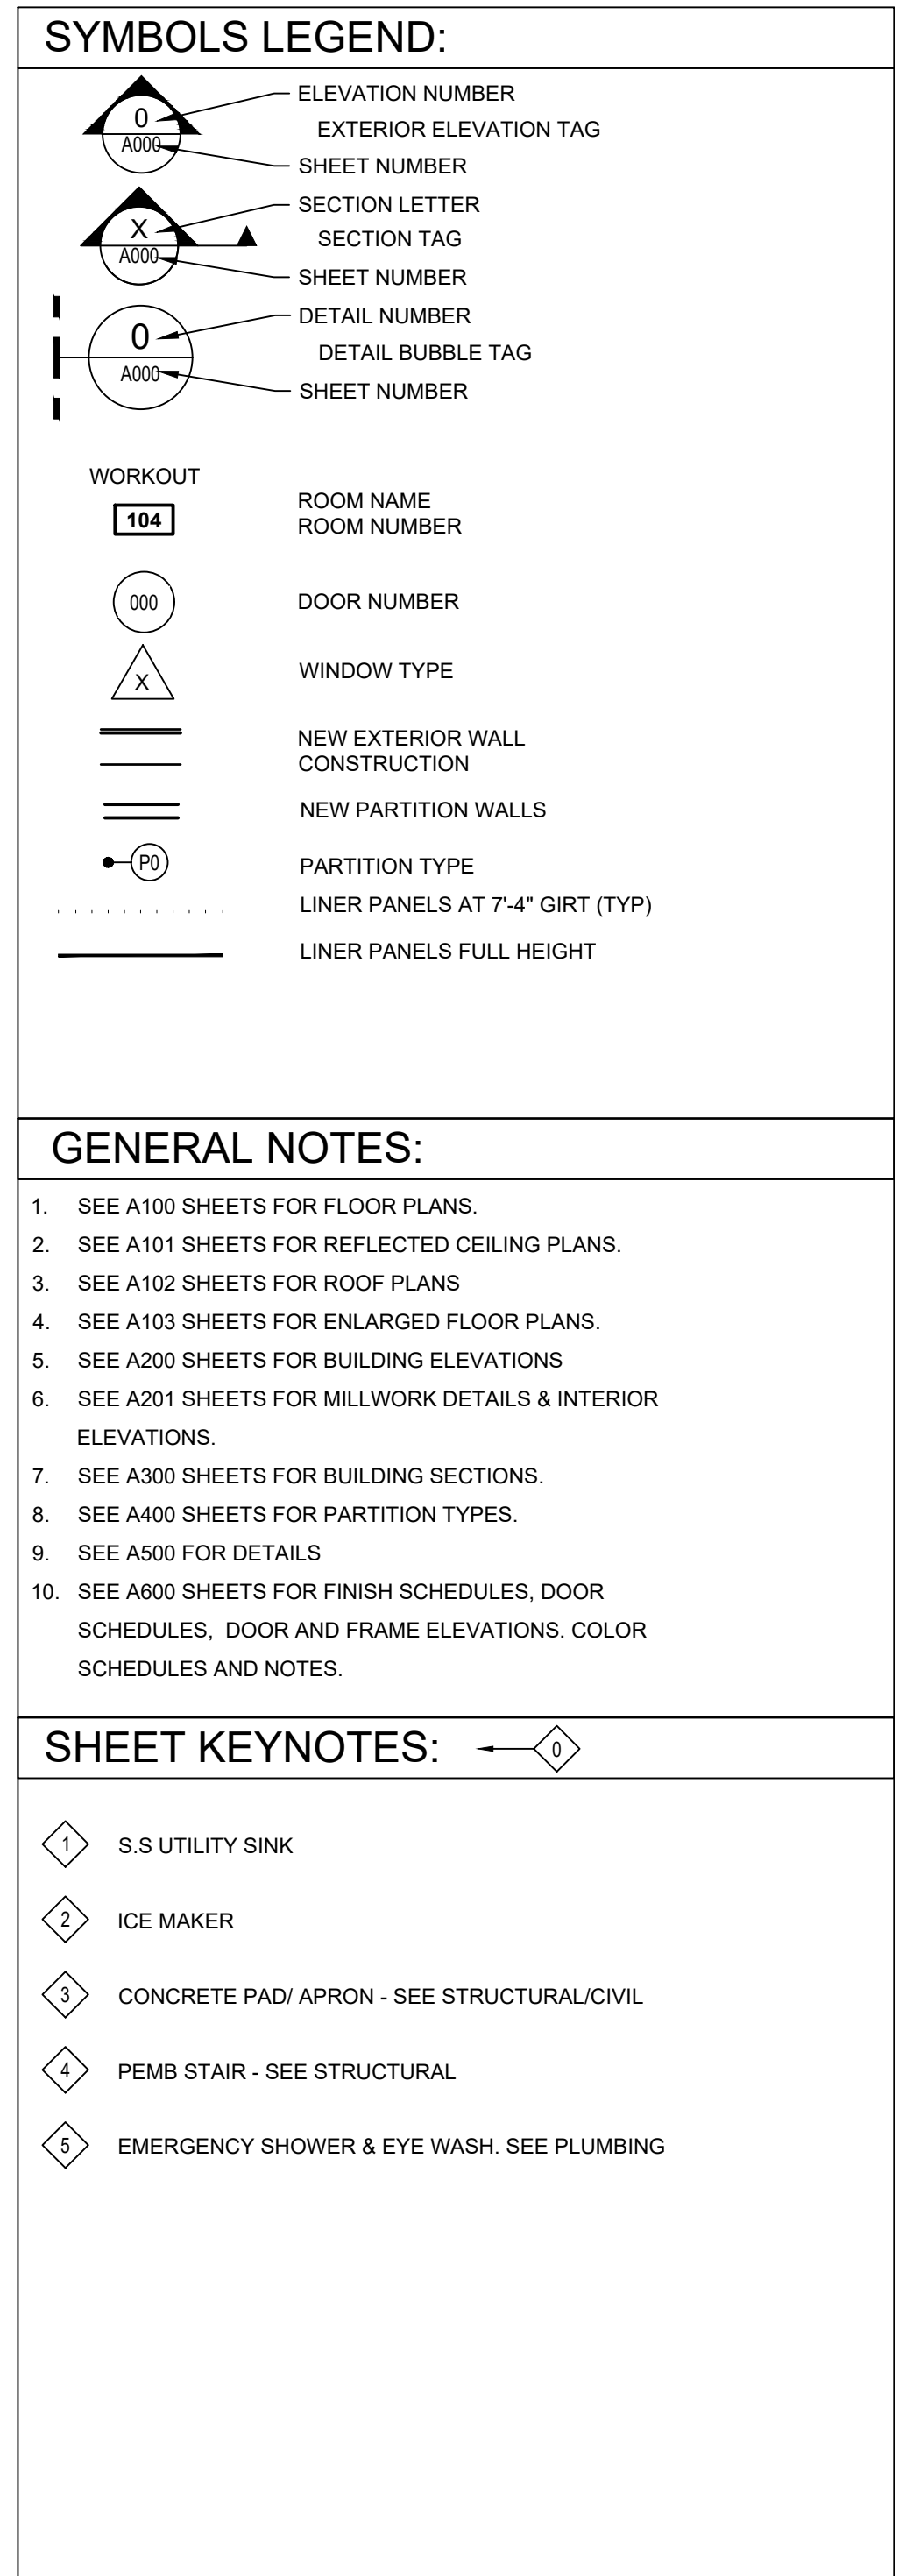 SYMBOLS LEGEND:
0
A000
ELEVATION NUMBER
EXTERIOR ELEVATION TAG
SHEET NUMBER
X
A000
SECTION LETTER
SECTION TAG
SHEET NUMBER
0
A000
DETAIL NUMBER
DETAIL BUBBLE TAG
SHEET NUMBER
WORKOUT
104
ROOM NAME
ROOM NUMBER
000
DOOR NUMBER
X
WINDOW TYPE
NEW EXTERIOR WALL
CONSTRUCTION
NEW PARTITION WALLS
P0
PARTITION TYPE
LINER PANELS AT 7'-4" GIRT (TYP)
LINER PANELS FULL HEIGHT
GENERAL NOTES:
1. SEE A100 SHEETS FOR FLOOR PLANS.
2. SEE A101 SHEETS FOR REFLECTED CEILING PLANS.
3. SEE A102 SHEETS FOR ROOF PLANS
4. SEE A103 SHEETS FOR ENLARGED FLOOR PLANS.
5. SEE A200 SHEETS FOR BUILDING ELEVATIONS
6. SEE A201 SHEETS FOR MILLWORK DETAILS & INTERIOR
ELEVATIONS.
7. SEE A300 SHEETS FOR BUILDING SECTIONS.
8. SEE A400 SHEETS FOR PARTITION TYPES.
9. SEE A500 FOR DETAILS
10. SEE A600 SHEETS FOR FINISH SCHEDULES, DOOR
SCHEDULES, DOOR AND FRAME ELEVATIONS. COLOR
SCHEDULES AND NOTES.
SHEET KEYNOTES: 0
1 S.S UTILITY SINK
2 ICE MAKER
3 CONCRETE PAD/ APRON - SEE STRUCTURAL/CIVIL
4 PEMB STAIR - SEE STRUCTURAL
5 EMERGENCY SHOWER & EYE WASH. SEE PLUMBING